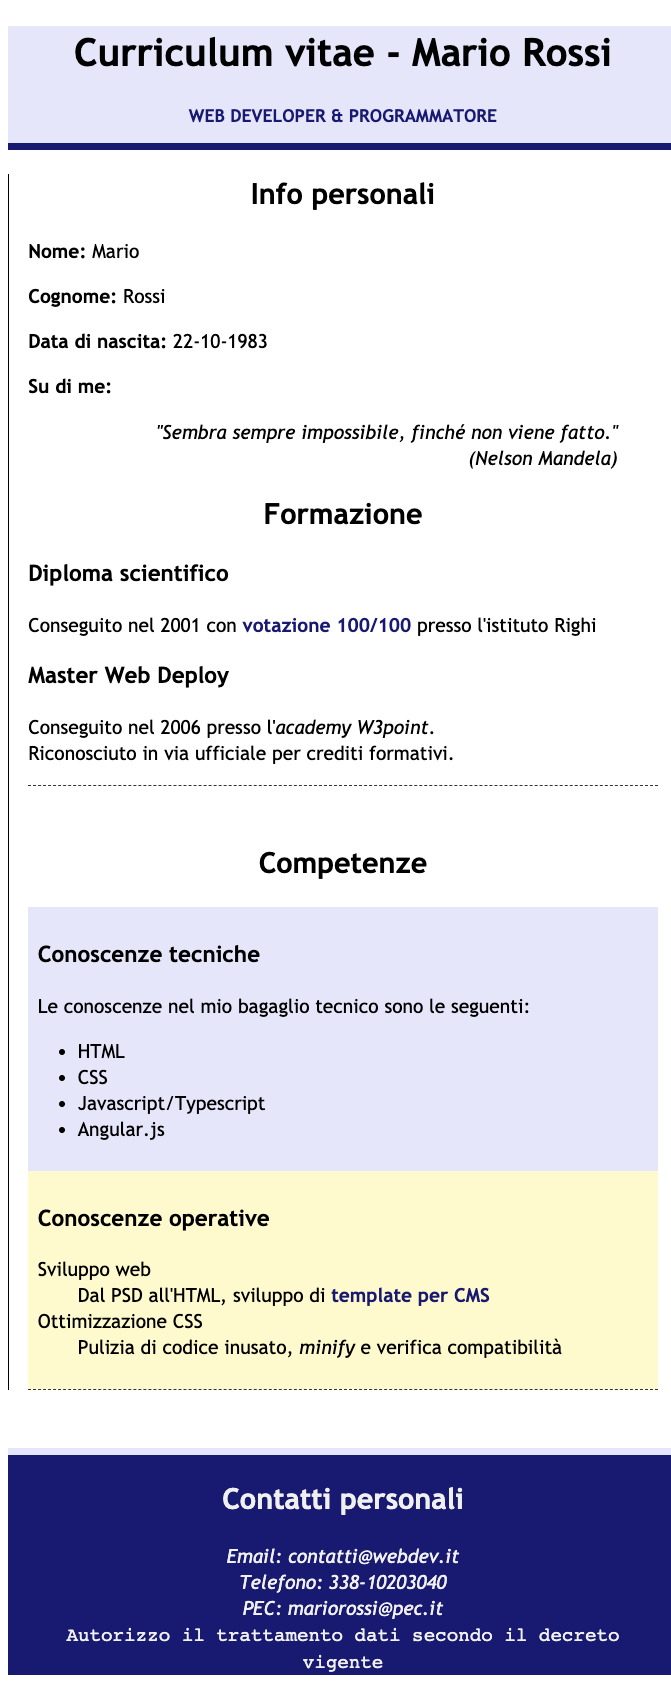 Curriculum vitae - Mario Rossi
WEB DEVELOPER & PROGRAMMATORE
Info personali
Nome: Mario
Cognome: Rossi
Data di nascita: 22-10-1983
Su di me:
"Sembra sempre impossibile, finché non viene fatto."
(Nelson Mandela)
Formazione
Diploma scientifico
Conseguito nel 2001 con votazione 100/100 presso l'istituto Righi
Master Web Deploy
Conseguito nel 2006 presso l'academy W3point.
Riconosciuto in via ufficiale per crediti formativi.
Competenze
Conoscenze tecniche
Le conoscenze nel mio bagaglio tecnico sono le seguenti:
• HTML
• CSS
• Javascript/Typescript
• Angular.js
Conoscenze operative
Sviluppo web
Dal PSD all'HTML, sviluppo di template per CMS
Ottimizzazione CSS
Pulizia di codice inusato, minify e verifica compatibilità
Contatti personali
Email: contatti@webdev.it
Telefono: 338-10203040
PEC: mariorossi@pec.it
Autorizzo il trattamento dati secondo il decreto
vigente